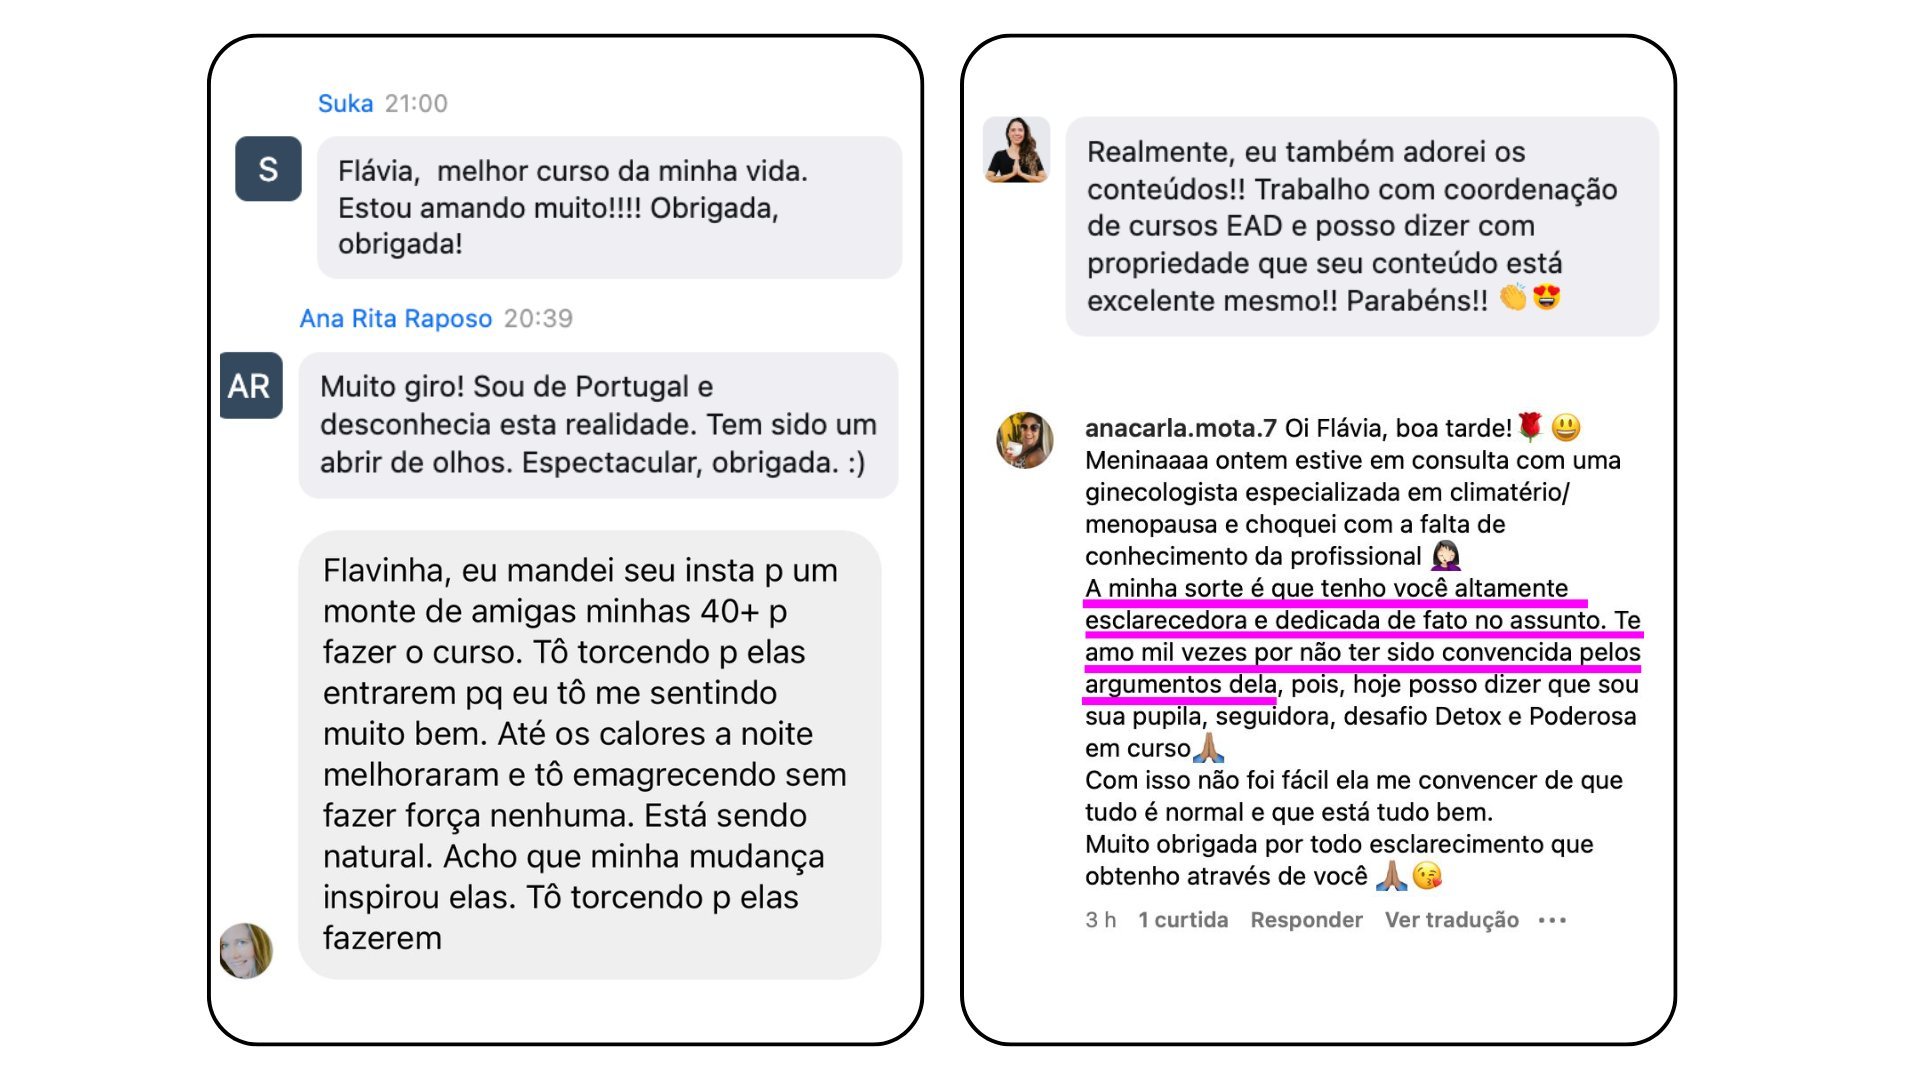 Suka 21:00
S
Flávia,  melhor curso da minha vida.
Estou amando muito!!!! Obrigada,
obrigada!
Ana Rita Raposo 20:39
AR
Muito giro! Sou de Portugal e
desconhecia esta realidade. Tem sido um
abrir de olhos. Espectacular, obrigada. :)
Flavinha, eu mandei seu insta p um
monte de amigas minhas 40+ p
fazer o curso. Tô torcendo p elas
entrarem pq eu tô me sentindo
muito bem. Até os calores a noite
melhoraram e tô emagrecendo sem
fazer força nenhuma. Está sendo
natural. Acho que minha mudança
inspirou elas. Tô torcendo p elas
fazerem
Realmente, eu também adorei os
conteúdos!! Trabalho com coordenação
de cursos EAD e posso dizer com
propriedade que seu conteúdo está
excelente mesmo!! Parabéns!! 👏😍
anacarla.mota.7 Oi Flávia, boa tarde!🌹😃
Meninaaaa ontem estive em consulta com uma
ginecologista especializada em climatério/
menopausa e choquei com a falta de
conhecimento da profissional 🤦🏻‍♀️
A minha sorte é que tenho você altamente
esclarecedora e dedicada de fato no assunto. Te
amo mil vezes por não ter sido convencida pelos
argumentos dela, pois, hoje posso dizer que sou
sua pupila, seguidora, desafio Detox e Poderosa
em curso🙏🏽
Com isso não foi fácil ela me convencer de que
tudo é normal e que está tudo bem.
Muito obrigada por todo esclarecimento que
obtenho através de você 🙏🏽😘
3 h 1 curtida Responder Ver tradução ...